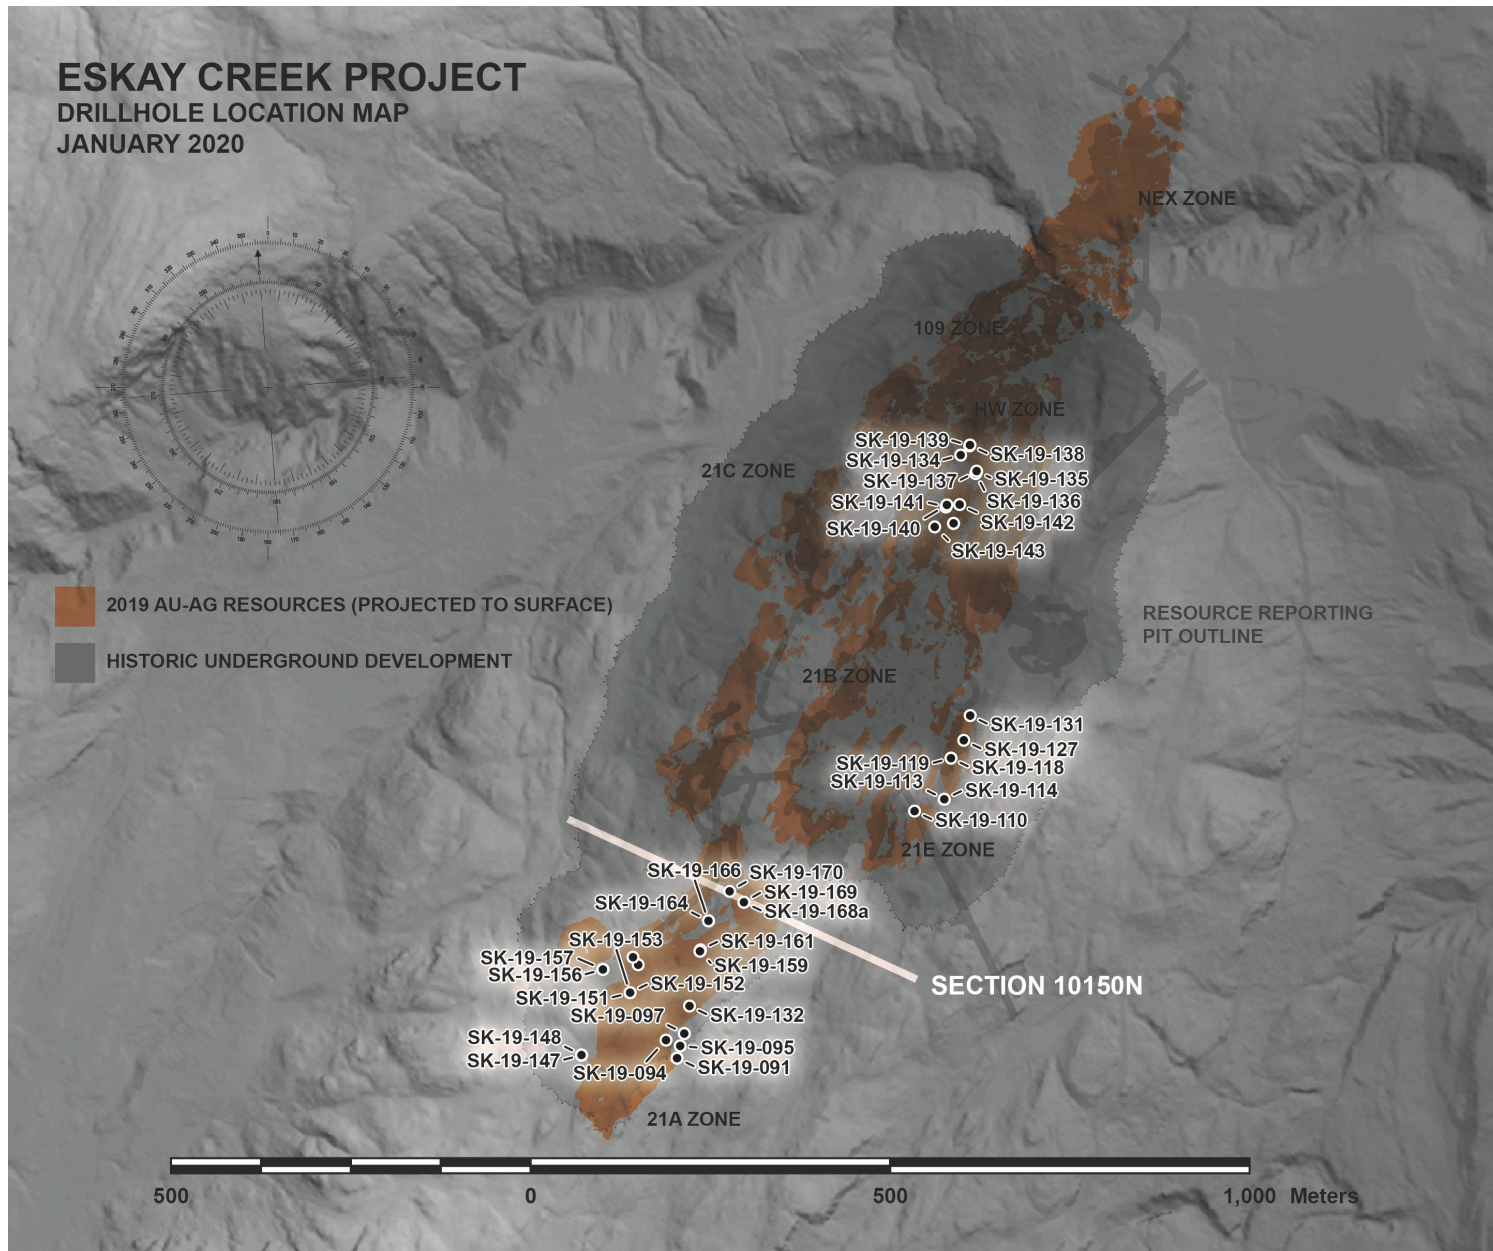 ESKAY CREEK PROJECT
DRILLHOLE LOCATION MAP
JANUARY 2020
NEX ZONE
109 ZONE
HW ZONE
SK-19-139
SK-19-138
SK-19-134
21C ZONE
SK-19-137
SK-19-135
SK-19-141
SK-19-136
SK-19-140
SK-19-142
SK-19-143
2019 AU-AG RESOURCES (PROJECTED TO SURFACE)
HISTORIC UNDERGROUND DEVELOPMENT
RESOURCE REPORTING
PIT OUTLINE
21B ZONE
SK-19-131
SK-19-127
SK-19-119
SK-19-118
SK-19-113
SK-19-114
SK-19-110
21E ZONE
SK-19-166
SK-19-170
SK-19-169
SK-19-164
SK-19-168a
SK-19-153
SK-19-161
SK-19-157
SK-19-159
SK-19-156
SK-19-152
SECTION 10150N
SK-19-151
SK-19-097
SK-19-132
SK-19-148
SK-19-095
SK-19-147
SK-19-094
SK-19-091
21A ZONE
500
0
500
1,000 Meters